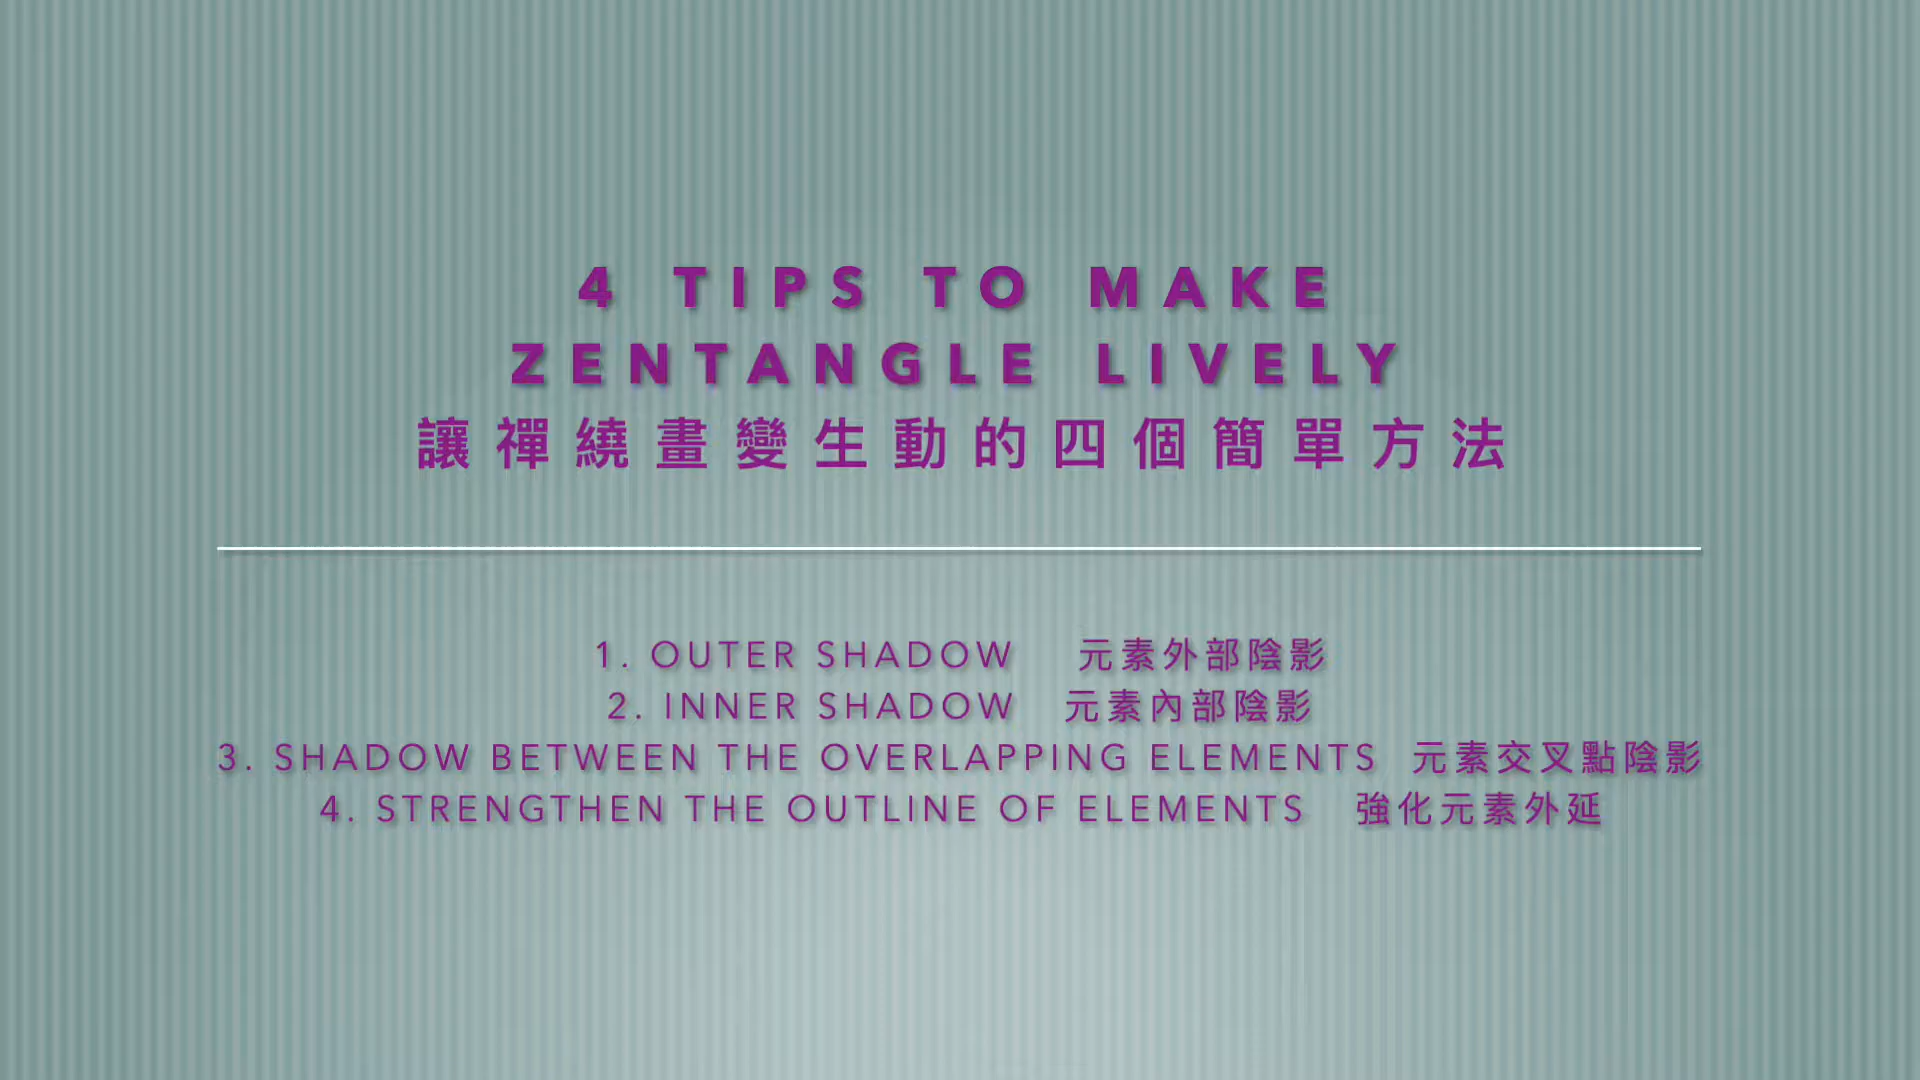 4 TIPS TO MAKE
ZENTANGLE LIVELY
讓禪繞畫變生動的四個簡單方法
1. OUTER SHADOW 元素外部陰影
2. INNER SHADOW 元素內部陰影
3. SHADOW BETWEEN THE OVERLAPPING ELEMENTS 元素交叉點陰影
4. STRENGTHEN THE OUTLINE OF ELEMENTS 強化元素外延